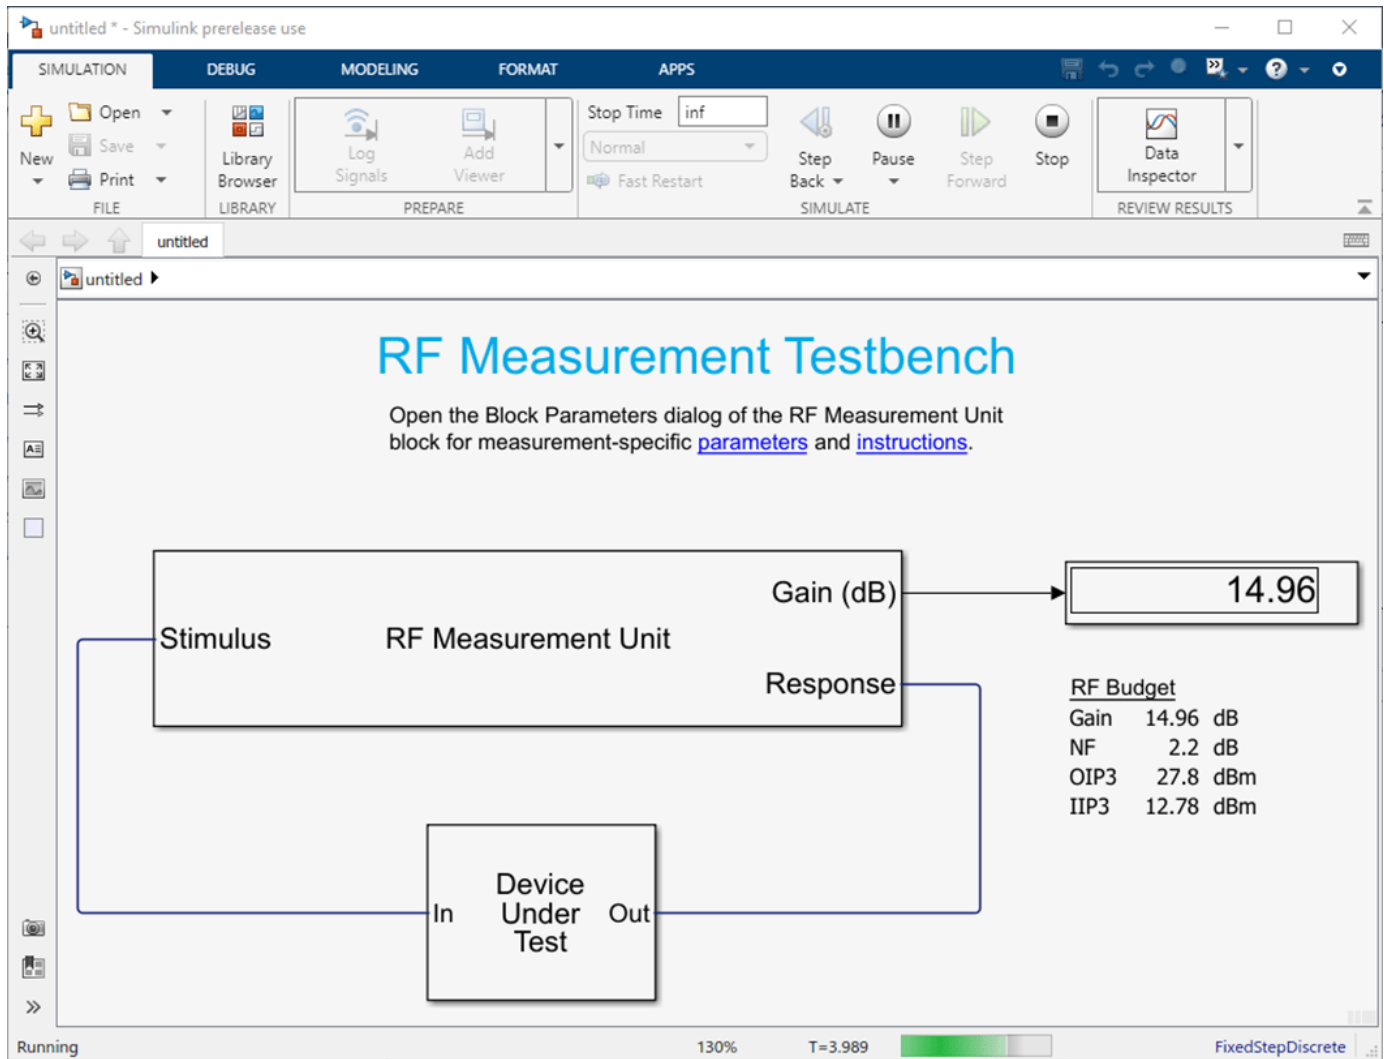 untitled * - Simulink prerelease use
SIMULATION DEBUG MODELING FORMAT APPS
New
Open
Save
Print
FILE
Library Browser
LIBRARY
Log Signals
Add Viewer
PREPARE
Stop Time inf
Normal
Fast Restart
Step Back
Pause
Step Forward
Stop
SIMULATE
Data Inspector
REVIEW RESULTS
untitled
untitled
RF Measurement Testbench
Open the Block Parameters dialog of the RF Measurement Unit
block for measurement-specific parameters and instructions.
Gain (dB)
14.96
Stimulus RF Measurement Unit
Response
RF Budget
Gain 14.96 dB
NF 2.2 dB
OIP3 27.8 dBm
IIP3 12.78 dBm
Device
In Under Out
Test
Running 130% T=3.989 FixedStepDiscrete